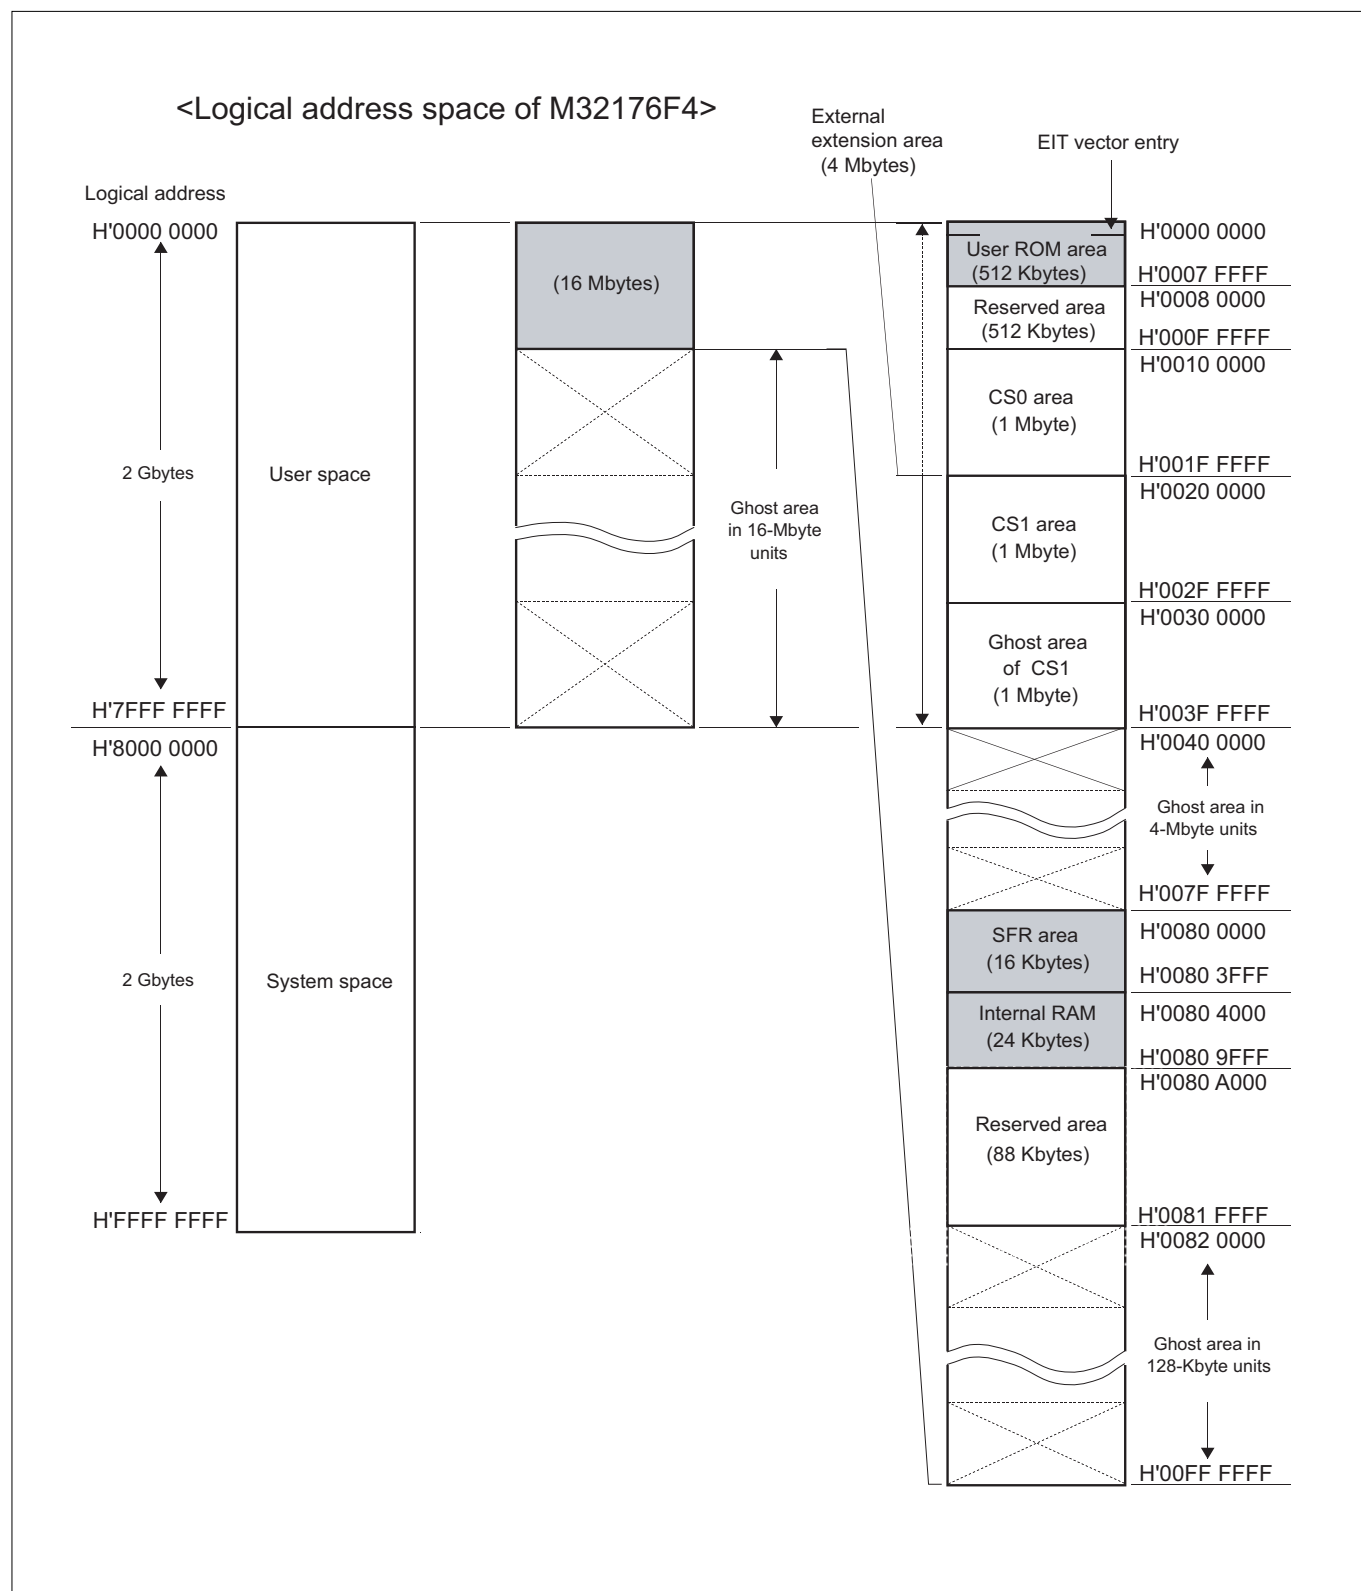 <Logical address space of M32176F4>
External
extension area
(4 Mbytes)
EIT vector entry
Logical address
H'0000 0000
2 Gbytes
User space
H'7FFF FFFF
H'8000 0000
2 Gbytes
System space
H'FFFF FFFF
(16 Mbytes)
Ghost area
in 16-Mbyte
units
User ROM area
(512 Kbytes)
H'0000 0000
H'0007 FFFF
Reserved area
(512 Kbytes)
H'0008 0000
H'000F FFFF
CS0 area
(1 Mbyte)
H'0010 0000
H'001F FFFF
CS1 area
(1 Mbyte)
H'0020 0000
H'002F FFFF
Ghost area
of CS1
(1 Mbyte)
H'0030 0000
H'003F FFFF
H'0040 0000
Ghost area in
4-Mbyte units
H'007F FFFF
SFR area
(16 Kbytes)
H'0080 0000
H'0080 3FFF
Internal RAM
(24 Kbytes)
H'0080 4000
H'0080 9FFF
Reserved area
(88 Kbytes)
H'0080 A000
H'0081 FFFF
H'0082 0000
Ghost area in
128-Kbyte units
H'00FF FFFF